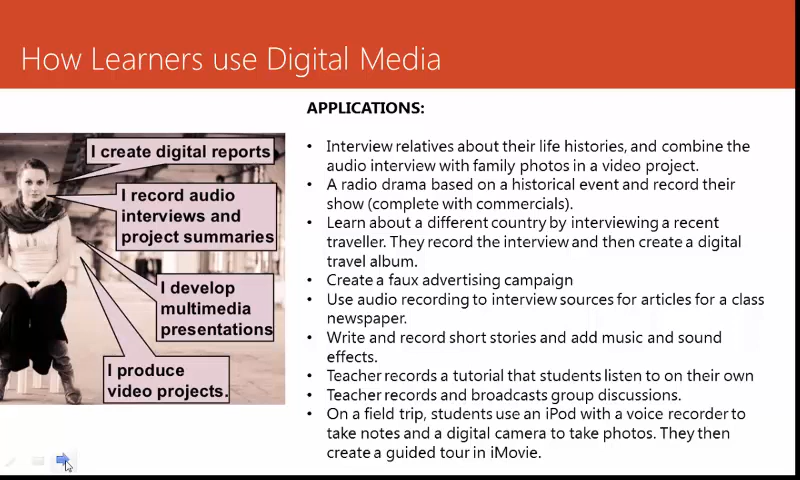 How Learners use Digital Media
I create digital reports
I record audio
interviews and
project summaries
I develop
multimedia
presentations
I produce
video projects.
APPLICATIONS:
• Interview relatives about their life histories, and combine the
audio interview with family photos in a video project.
• A radio drama based on a historical event and record their
show (complete with commercials).
• Learn about a different country by interviewing a recent
traveller. They record the interview and then create a digital
travel album.
• Create a faux advertising campaign
• Use audio recording to interview sources for articles for a class
newspaper.
• Write and record short stories and add music and sound
effects.
• Teacher records a tutorial that students listen to on their own
• Teacher records and broadcasts group discussions.
• On a field trip, students use an iPod with a voice recorder to
take notes and a digital camera to take photos. They then
create a guided tour in iMovie.